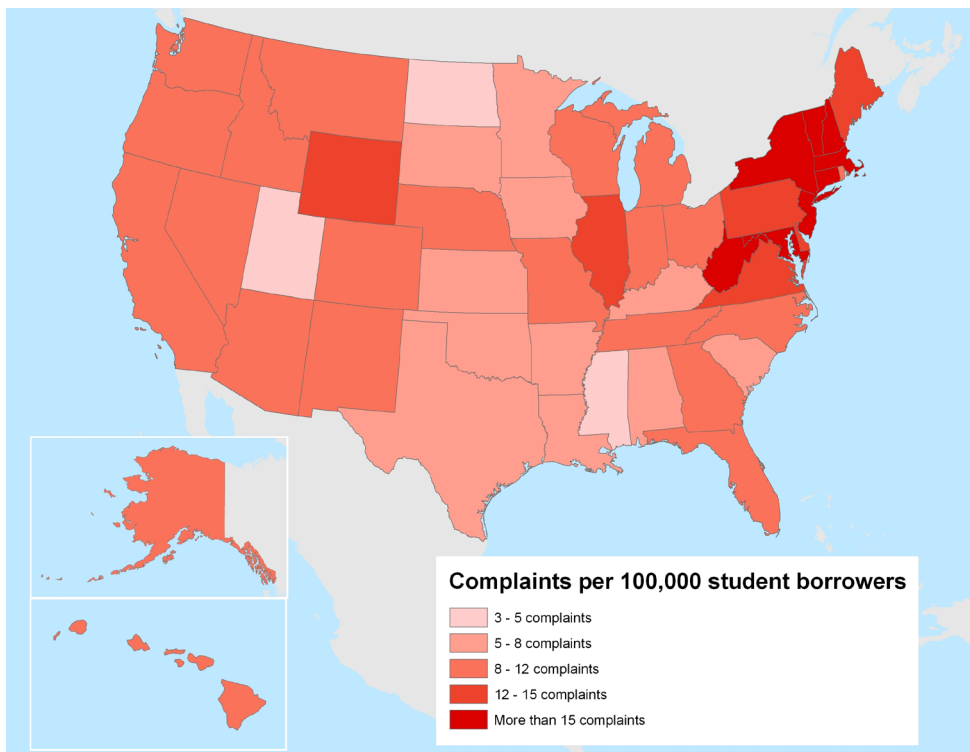 Complaints per 100,000 student borrowers
3 - 5 complaints
5 - 8 complaints
8 - 12 complaints
12 - 15 complaints
More than 15 complaints